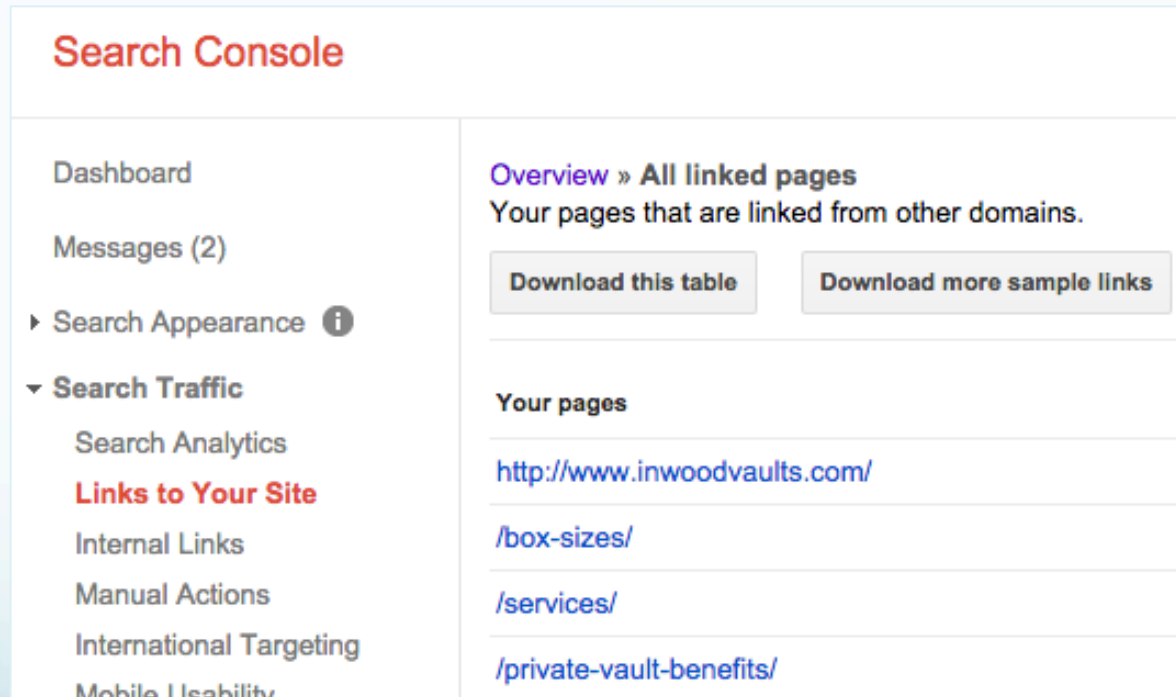 Search Console
Dashboard
Messages (2)
Search Appearance
Search Traffic
Search Analytics
Links to Your Site
Internal Links
Manual Actions
International Targeting
Mobile Usability
Overview » All linked pages
Your pages that are linked from other domains.
Download this table
Download more sample links
Your pages
http://www.inwoodvaults.com/
/box-sizes/
/services/
/private-vault-benefits/